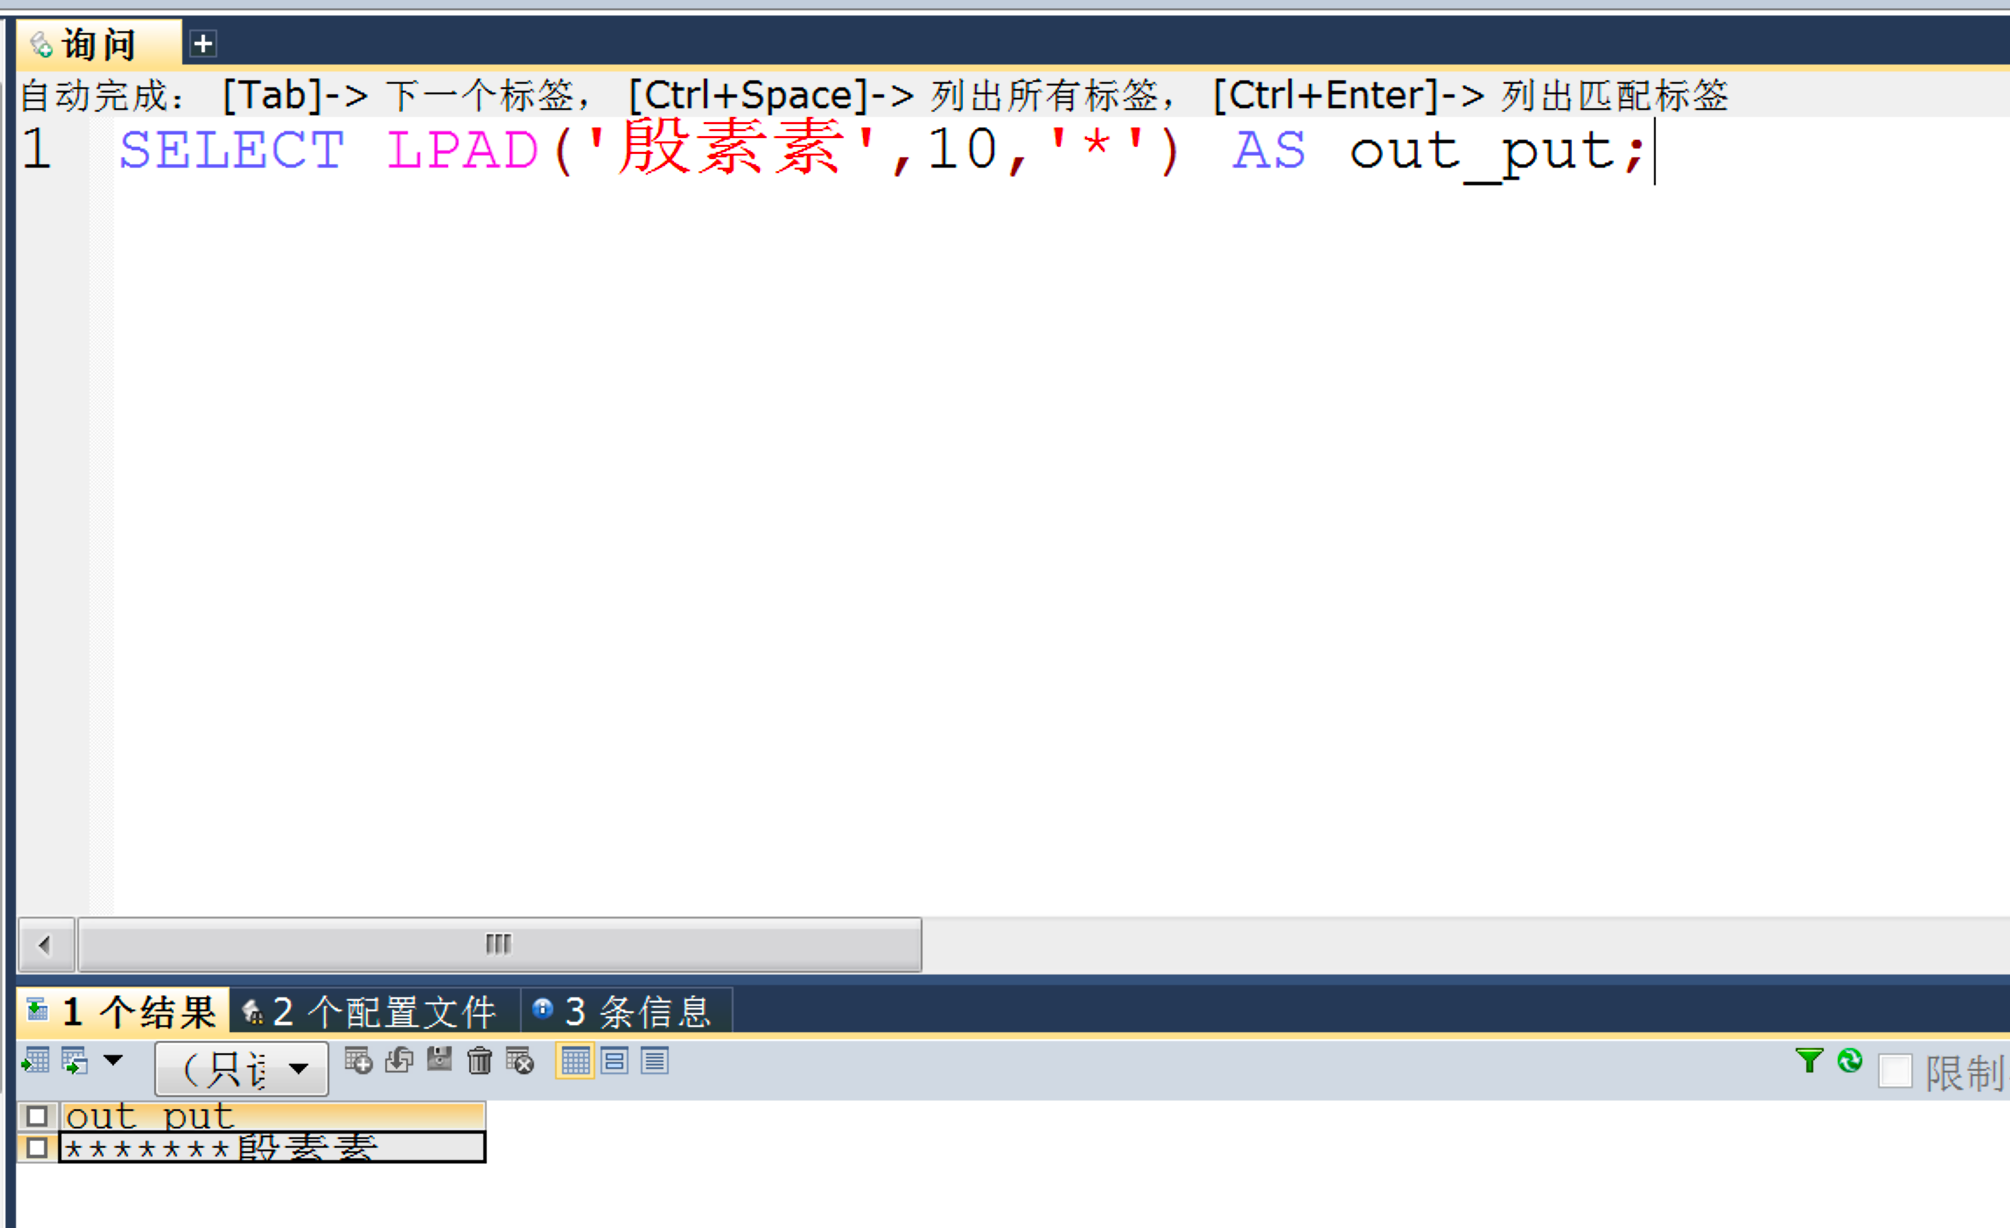 询问
自动完成： [Tab]-> 下一个标签， [Ctrl+Space]-> 列出所有标签， [Ctrl+Enter]-> 列出匹配标签
1 SELECT LPAD('殷素素',10,'*') AS out_put;
1 个结果 2 个配置文件 3 条信息
（只读 限制
out_put
*******殷素素